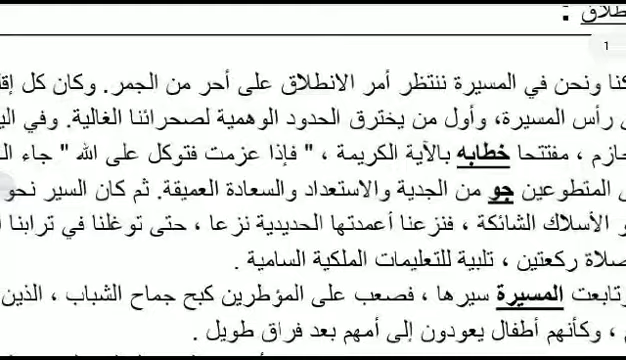 1
كنا ونحن في المسيرة ننتظر أمر الانطلاق على أحر من الجمر. وكان كل
رأس المسيرة، وأول من يخترق الحدود الوهمية لصحرائنا الغالية. وفي
، مفتتحا خطابه بالآية الكريمة ، " فإذا عزمت فتوكل على الله " جاء
المتطوعين جو من الجدية والاستعداد والسعادة العميقة. ثم كان السير نحو
الأسلاك الشائكة ، فنزعنا أعمدتها الحديدية نزعا ، حتى توغلنا في ترابنا
صلاة ركعتين ، تلبية للتعليمات الملكية السامية .
تابعت المسيرة سيرها ، فصعب على المؤطرين كبح جماح الشباب ، الذين
، وكأنهم أطفال يعودون إلى أمهم بعد فراق طويل .